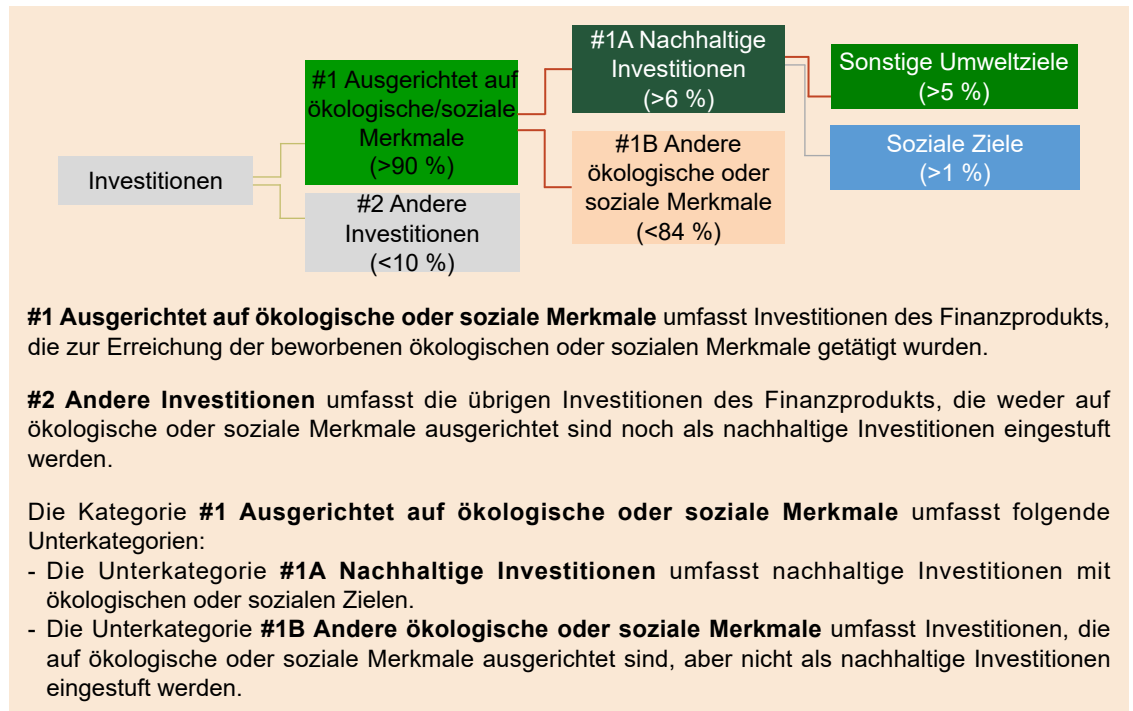 Investitionen
#1 Ausgerichtet auf
ökologische/soziale
Merkmale
(>90 %)
#2 Andere
Investitionen
(<10 %)
#1A Nachhaltige
Investitionen
(>6 %)
#1B Andere
ökologische oder
soziale Merkmale
(<84 %)
Sonstige Umweltziele
(>5 %)
Soziale Ziele
(>1 %)
#1 Ausgerichtet auf ökologische oder soziale Merkmale umfasst Investitionen des Finanzprodukts,
die zur Erreichung der beworbenen ökologischen oder sozialen Merkmale getätigt wurden.
#2 Andere Investitionen umfasst die übrigen Investitionen des Finanzprodukts, die weder auf
ökologische oder soziale Merkmale ausgerichtet sind noch als nachhaltige Investitionen eingestuft
werden.
Die Kategorie #1 Ausgerichtet auf ökologische oder soziale Merkmale umfasst folgende
Unterkategorien:
- Die Unterkategorie #1A Nachhaltige Investitionen umfasst nachhaltige Investitionen mit
ökologischen oder sozialen Zielen.
- Die Unterkategorie #1B Andere ökologische oder soziale Merkmale umfasst Investitionen, die
auf ökologische oder soziale Merkmale ausgerichtet sind, aber nicht als nachhaltige Investitionen
eingestuft werden.